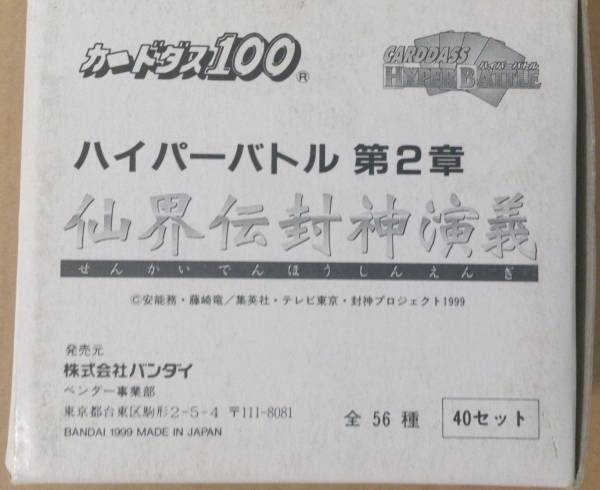 カードダス100®
CARDDASS
ハイパーバトル
HYPER BATTLE
ハイパーバトル 第2章
仙界伝封神演義
せんかいでんほうしんえんぎ
©安能務・藤崎竜/集英社・テレビ東京・封神プロジェクト1999
発売元
株式会社バンダイ
ベンダー事業部
東京都台東区駒形2-5-4 〒111-8081
BANDAI 1999 MADE IN JAPAN
全 56 種
40セット